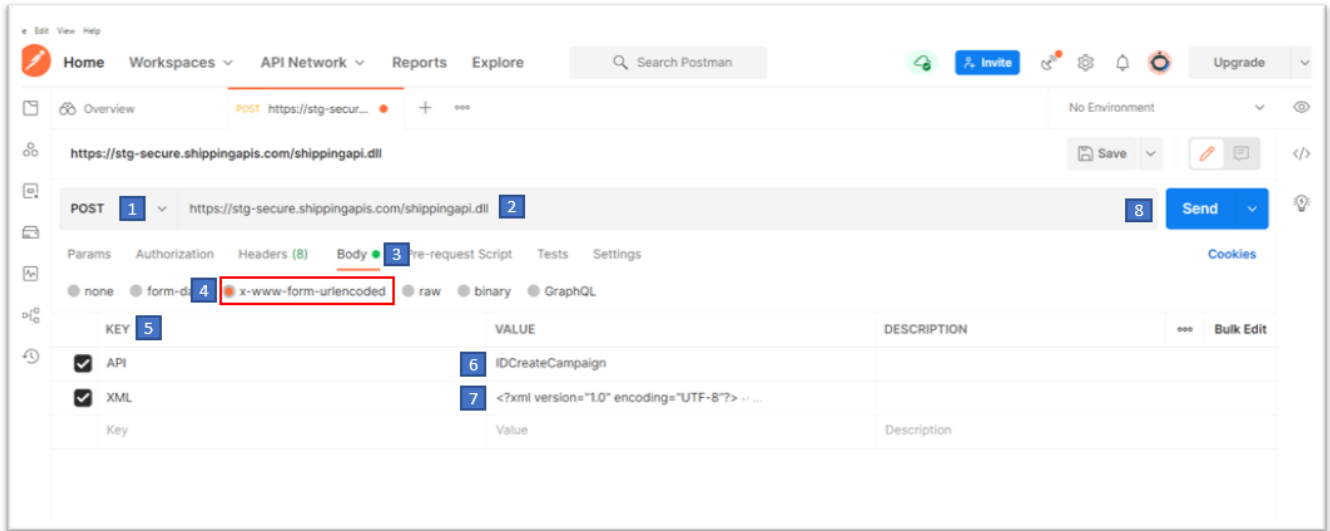 e Edit View Help
Home Workspaces API Network Reports Explore Search Postman Invite Upgrade
Overview POST https://stg-secur... + ooo No Environment
https://stg-secure.shippingapis.com/shippingapi.dll Save </>
POST 1 https://stg-secure.shippingapis.com/shippingapi.dll 2 8 Send
Params Authorization Headers (8) Body 3 Pre-request Script Tests Settings Cookies
none form-da 4 x-www-form-urlencoded raw binary GraphQL
KEY 5 VALUE DESCRIPTION ooo Bulk Edit
API 6 IDCreateCampaign
XML 7 <?xml version="1.0" encoding="UTF-8"?> ↵ ...
Key Value Description